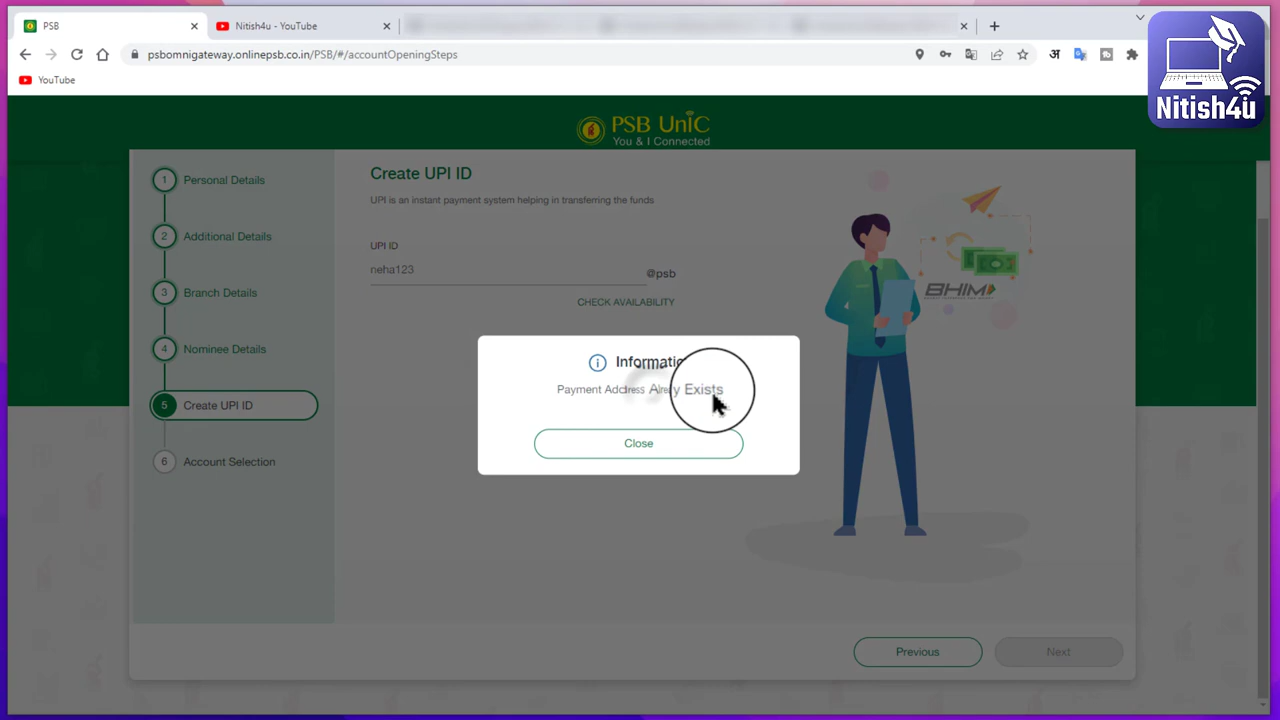 PSB
Nitish4u - YouTube
psbomnigateway.onlinepsb.co.in/PSB/#/accountOpeningSteps
अ
YouTube
Nitish4u
PSB UnIC
You & I Connected
1 Personal Details
2 Additional Details
3 Branch Details
4 Nominee Details
5 Create UPI ID
6 Account Selection
Create UPI ID
UPI is an instant payment system helping in transferring the funds
UPI ID
neha123
@psb
CHECK AVAILABILITY
BHIM
Information
Payment Address Exists
Close
Previous
Next